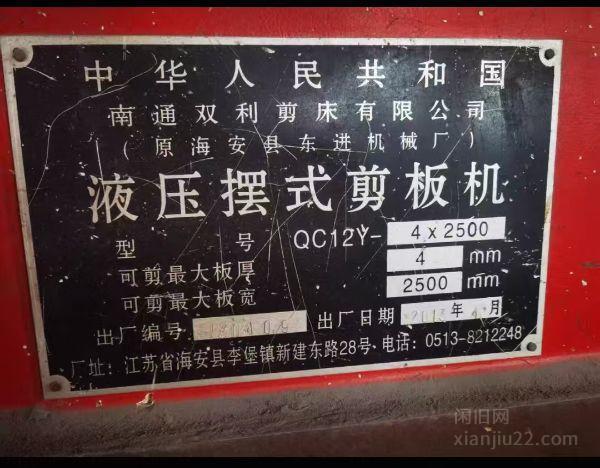 中华人民共和国
南通双利剪床有限公司
(原海安县东进机械厂)
液压摆式剪板机
型号 QC12Y- 4 x 2500
可剪最大板厚 4 mm
可剪最大板宽 2500 mm
出厂编号 出厂日期 年 月
厂址: 江苏省海安县李堡镇新建东路28号 电话: 0513-8212248
闲旧网
xianjiu22.com